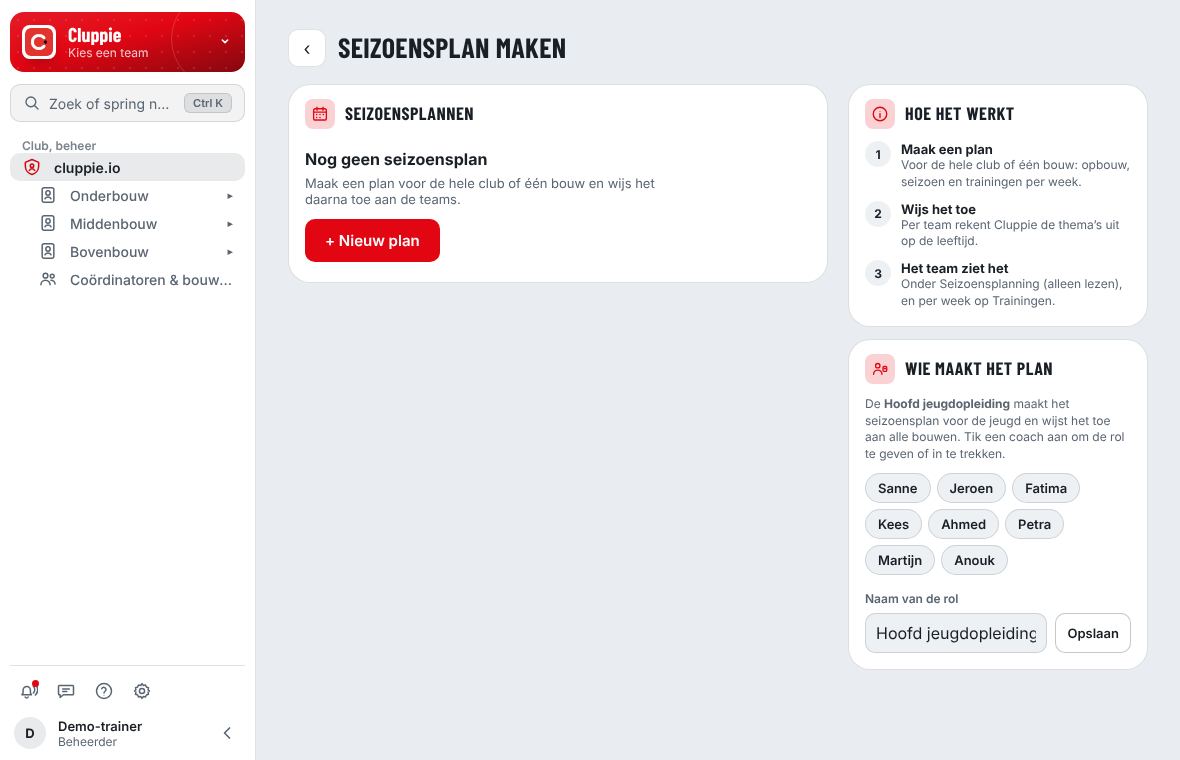 Cluppie
Kies een team
Zoek of spring n...
Ctrl K
Club, beheer
cluppie.io
Onderbouw
Middenbouw
Bovenbouw
Coördinatoren & bouw...
Demo-trainer
Beheerder
D
SEIZOENSPLAN MAKEN
SEIZOENSPLANNEN
Nog geen seizoensplan
Maak een plan voor de hele club of één bouw en wijs het
daarna toe aan de teams.
+ Nieuw plan
HOE HET WERKT
1
Maak een plan
Voor de hele club of één bouw: opbouw,
seizoen en trainingen per week.
2
Wijs het toe
Per team rekent Cluppie de thema's uit
op de leeftijd.
3
Het team ziet het
Onder Seizoensplanning (alleen lezen),
en per week op Trainingen.
WIE MAAKT HET PLAN
De Hoofd jeugdopleiding maakt het
seizoensplan voor de jeugd en wijst het toe
aan alle bouwen. Tik een coach aan om de rol
te geven of in te trekken.
Sanne Jeroen Fatima
Kees Ahmed Petra
Martijn Anouk
Naam van de rol
Hoofd jeugdopleiding
Opslaan